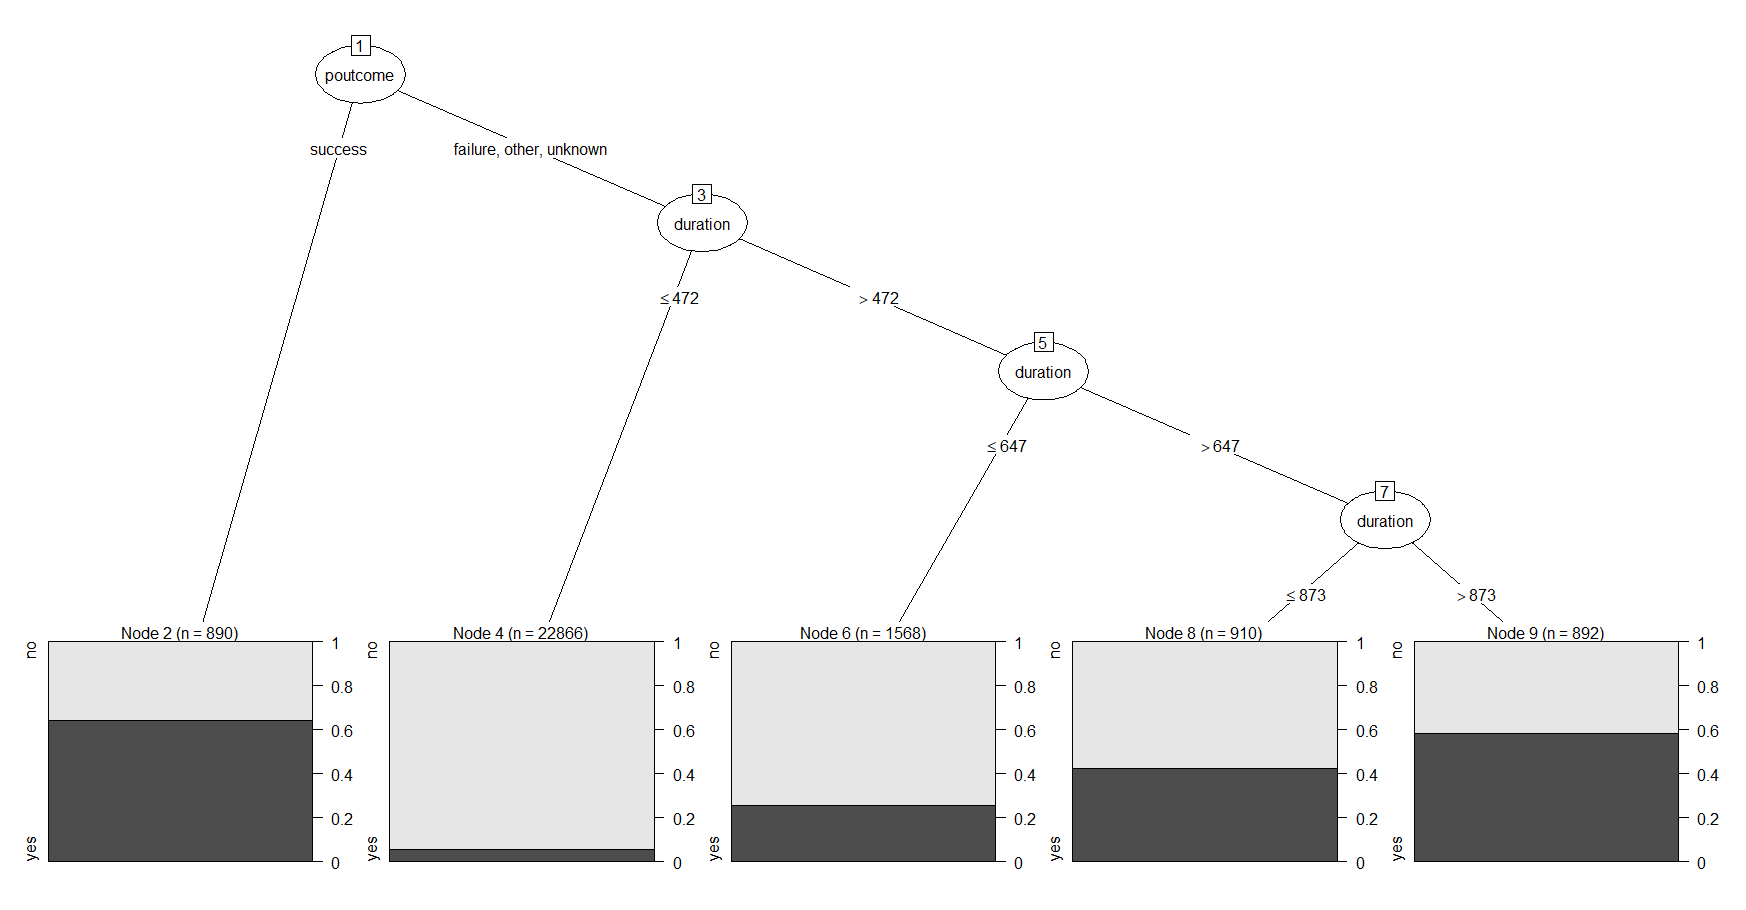 1
poutcome
success
failure, other, unknown
3
duration
≤ 472
> 472
5
duration
≤ 647
> 647
7
duration
≤ 873
> 873
Node 2 (n = 890)
no
yes
1
0.8
0.6
0.4
0.2
0
Node 4 (n = 22866)
no
yes
1
0.8
0.6
0.4
0.2
0
Node 6 (n = 1568)
no
yes
1
0.8
0.6
0.4
0.2
0
Node 8 (n = 910)
no
yes
1
0.8
0.6
0.4
0.2
0
Node 9 (n = 892)
no
yes
1
0.8
0.6
0.4
0.2
0